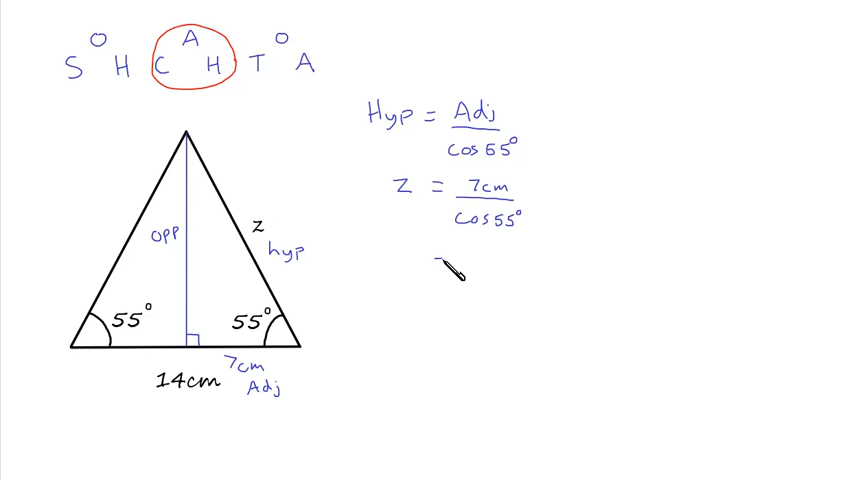 S O H C A H T O A
Hyp = Adj
cos 55°
z = 7cm
cos 55°
opp
z
hyp
55°
55°
7cm
14cm
Adj